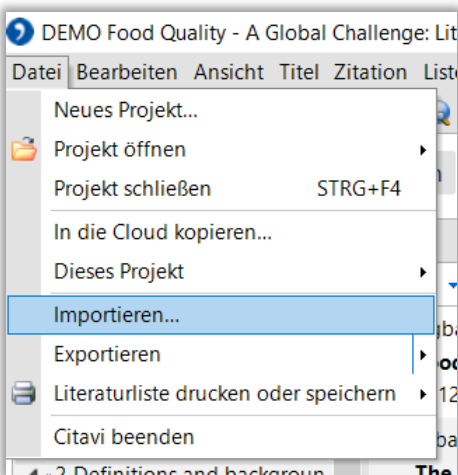 DEMO Food Quality - A Global Challenge: Lit
Datei Bearbeiten Ansicht Titel Zitation Liste
Neues Projekt...
Projekt öffnen
Projekt schließen STRG+F4
In die Cloud kopieren...
Dieses Projekt
Importieren...
Exportieren
Literaturliste drucken oder speichern
12
Citavi beenden
2 Definitions and backgroun
The